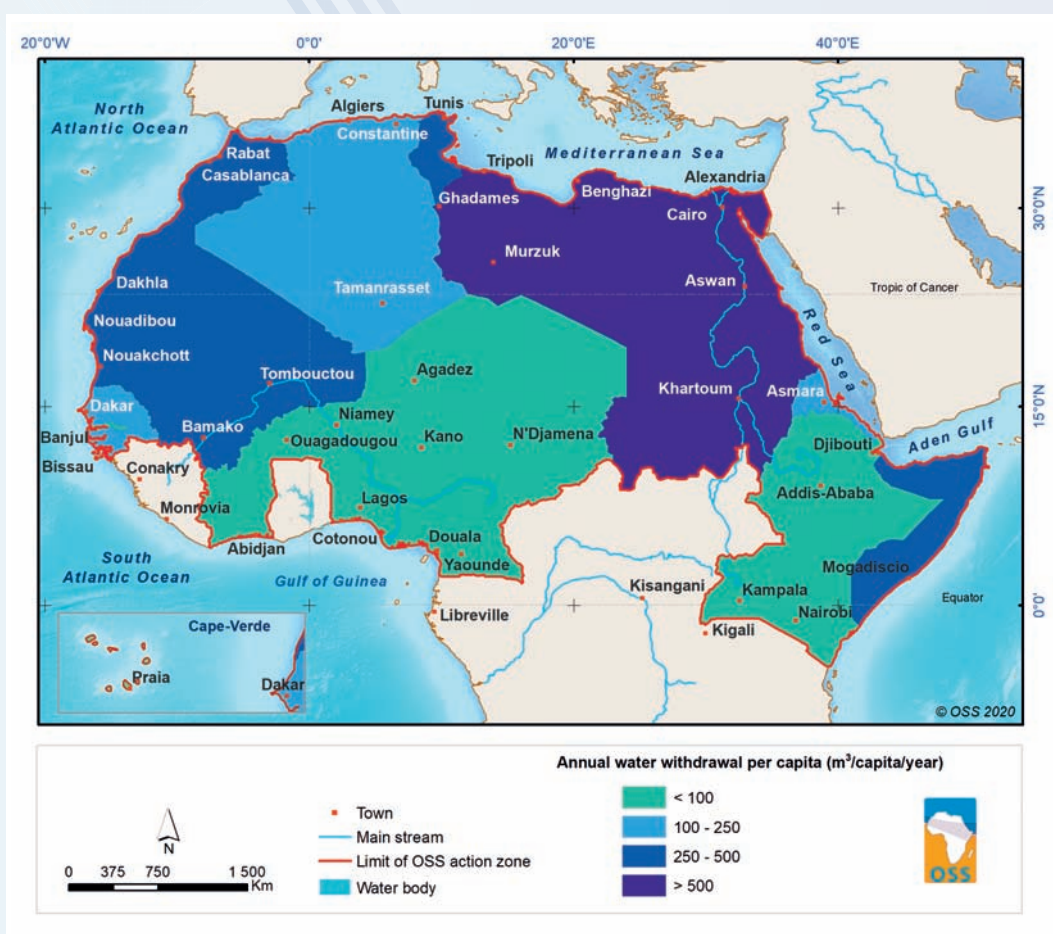 20°0'W 0°0' 20°0'E 40°0'E
North
Atlantic Ocean
Algiers
Tunis
Constantine
Rabat
Casablanca
Tripoli
Mediterranean Sea
Alexandria
Ghadames
Benghazi
Cairo
30°0'N
Murzuk
Dakhla
Tamanrasset
Aswan
Tropic of Cancer
Nouadibou
Red Sea
Nouakchott
Tombouctou
Agadez
Khartoum
Asmara
15°0'N
Dakar
Niamey
Bamako
Banjul
Ouagadougou
Kano
N'Djamena
Djibouti
Aden Gulf
Bissau
Conakry
Addis-Ababa
Monrovia
Lagos
Abidjan
Cotonou
Douala
Yaounde
South
Atlantic Ocean
Gulf of Guinea
Mogadiscio
Kisangani
Kampala
Equator
0°0'
Libreville
Nairobi
Kigali
Cape-Verde
Praia
Dakar
© OSS 2020
Annual water withdrawal per capita (m³/capita/year)
< 100
100 - 250
250 - 500
> 500
Town
Main stream
Limit of OSS action zone
Water body
N
0 375 750 1 500
Km
OSS